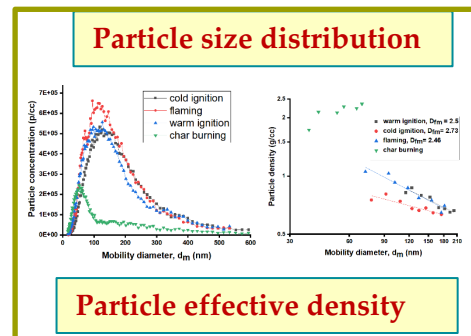 Particle size distribution
7E+05
6E+05
5E+05
4E+05
3E+05
2E+05
1E+05
0E+00
Particle concentration (p/cc)
cold ignition
flaming
warm ignition
char burning
0 100 200 300 400 500 600
Mobility diameter, dm (nm)
2.5
2
1
0.5
Particle density (g/cc)
warm ignition, Dfm= 2.5
cold ignition, Dfm= 2.73
flaming, Dfm= 2.46
char burning
30 60 90 120 150 180 210
Mobility diameter, dm (nm)
Particle effective density